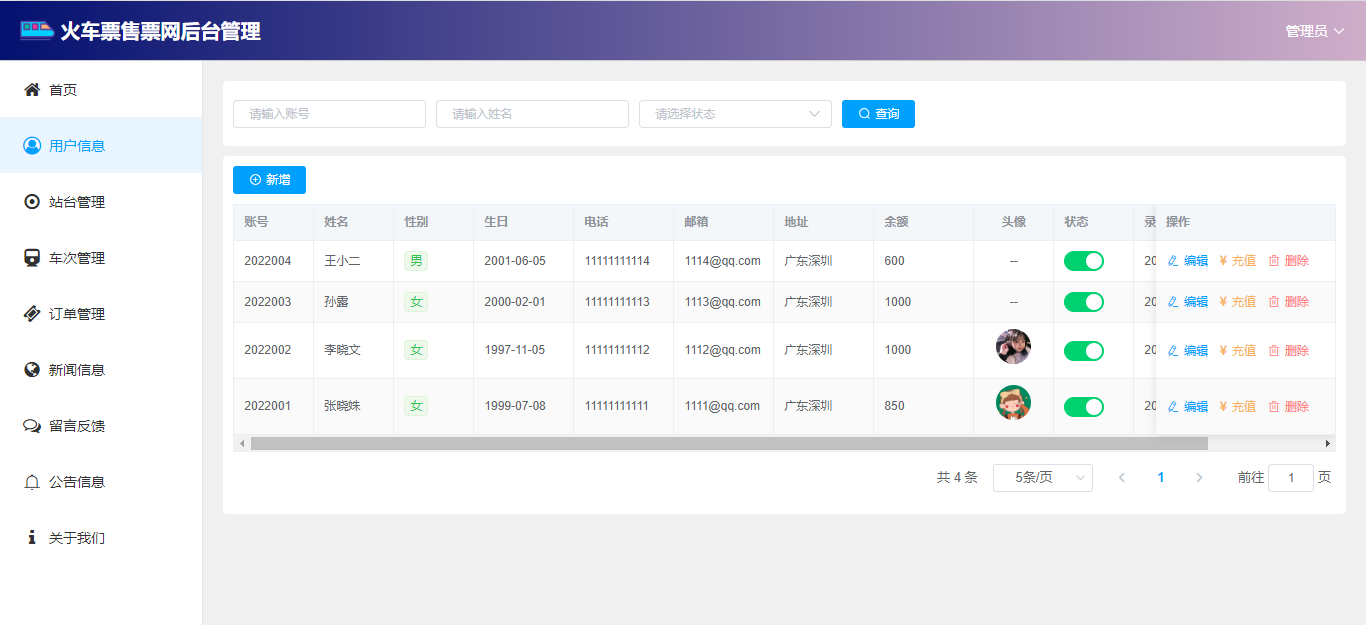 火车票售票网后台管理
管理员
首页
用户信息
站台管理
车次管理
订单管理
新闻信息
留言反馈
公告信息
关于我们
请输入账号 请输入姓名 请选择状态 查询
新增
账号 姓名 性别 生日 电话 邮箱 地址 余额 头像 状态 录 操作
2022004 王小二 男 2001-06-05 11111111114 1114@qq.com 广东深圳 600 -- 20 编辑 ¥ 充值 删除
2022003 孙露 女 2000-02-01 11111111113 1113@qq.com 广东深圳 1000 -- 20 编辑 ¥ 充值 删除
2022002 李晓文 女 1997-11-05 11111111112 1112@qq.com 广东深圳 1000 20 编辑 ¥ 充值 删除
2022001 张晓姝 女 1999-07-08 11111111111 1111@qq.com 广东深圳 850 20 编辑 ¥ 充值 删除
共 4 条 5条/页 1 前往 1 页